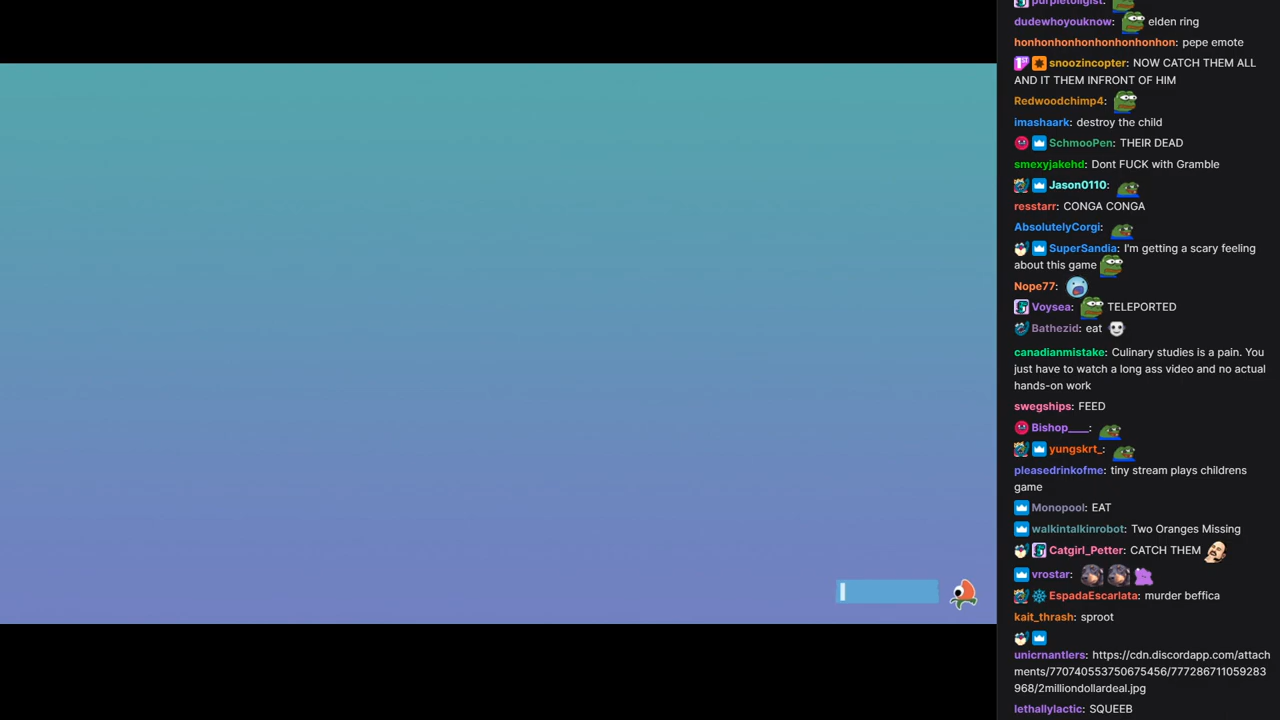 purpletoligist:
dudewhoyouknow: elden ring
honhonhonhonhonhonhonhon: pepe emote
snoozincopter: NOW CATCH THEM ALL
AND IT THEM INFRONT OF HIM
Redwoodchimp4:
imashaark: destroy the child
SchmooPen: THEIR DEAD
smexyjakehd: Dont FUCK with Gramble
Jason0110:
resstarr: CONGA CONGA
AbsolutelyCorgi:
SuperSandia: I'm getting a scary feeling
about this game
Nope77:
Voysea: TELEPORTED
Bathezid: eat
canadianmistake: Culinary studies is a pain. You
just have to watch a long ass video and no actual
hands-on work
swegships: FEED
Bishop____:
yungskrt_:
pleasedrinkofme: tiny stream plays childrens
game
Monopool: EAT
walkintalkinrobot: Two Oranges Missing
Catgirl_Petter: CATCH THEM
vrostar:
EspadaEscarlata: murder beffica
kait_thrash: sproot
unicrnantlers: https://cdn.discordapp.com/attach
ments/770740553750675456/777286711059283
968/2milliondollardeal.jpg
lethallylactic: SQUEEB